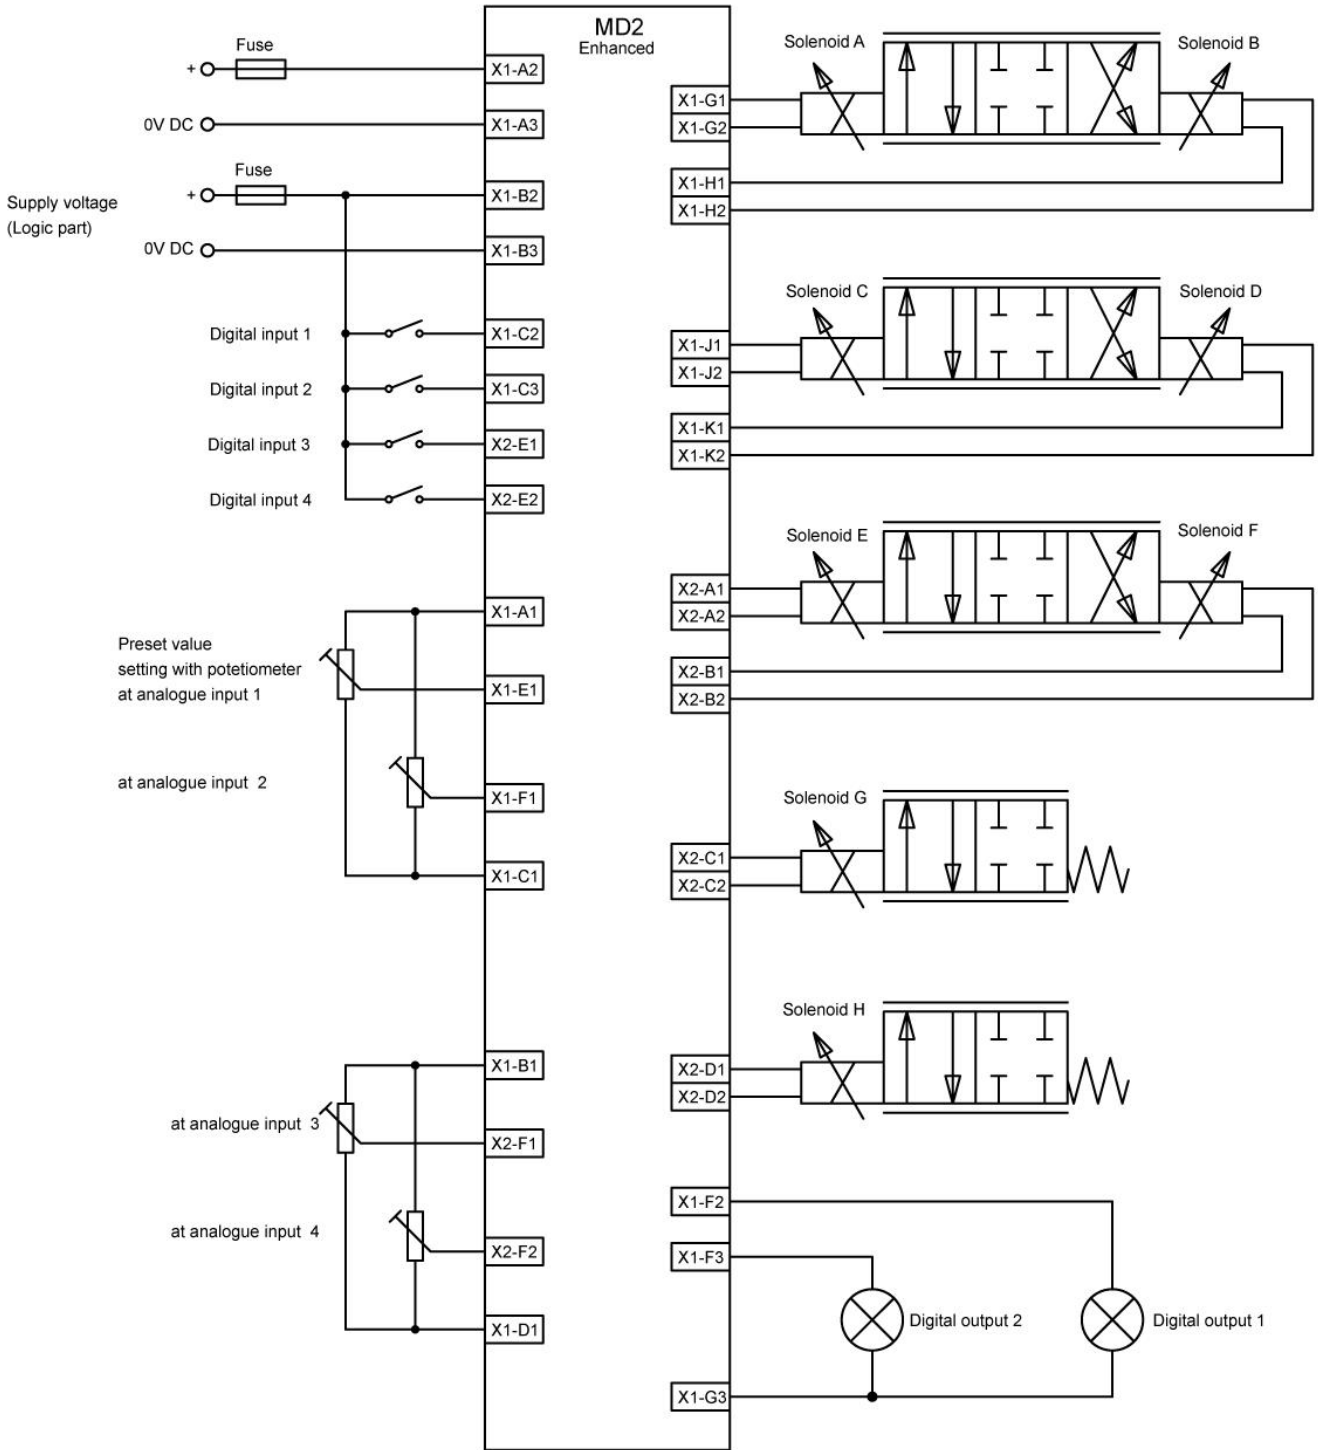 MD2
Enhanced
Fuse
+
X1-A2
0V DC
X1-A3
Fuse
+
X1-B2
Supply voltage
(Logic part)
0V DC
X1-B3
Digital input 1
X1-C2
Digital input 2
X1-C3
Digital input 3
X2-E1
Digital input 4
X2-E2
X1-A1
Preset value
setting with potetiometer
at analogue input 1
X1-E1
at analogue input 2
X1-F1
X1-C1
X1-B1
at analogue input 3
X2-F1
at analogue input 4
X2-F2
X1-D1
Solenoid A
Solenoid B
X1-G1
X1-G2
X1-H1
X1-H2
Solenoid C
Solenoid D
X1-J1
X1-J2
X1-K1
X1-K2
Solenoid E
Solenoid F
X2-A1
X2-A2
X2-B1
X2-B2
Solenoid G
X2-C1
X2-C2
Solenoid H
X2-D1
X2-D2
X1-F2
X1-F3
Digital output 2
Digital output 1
X1-G3